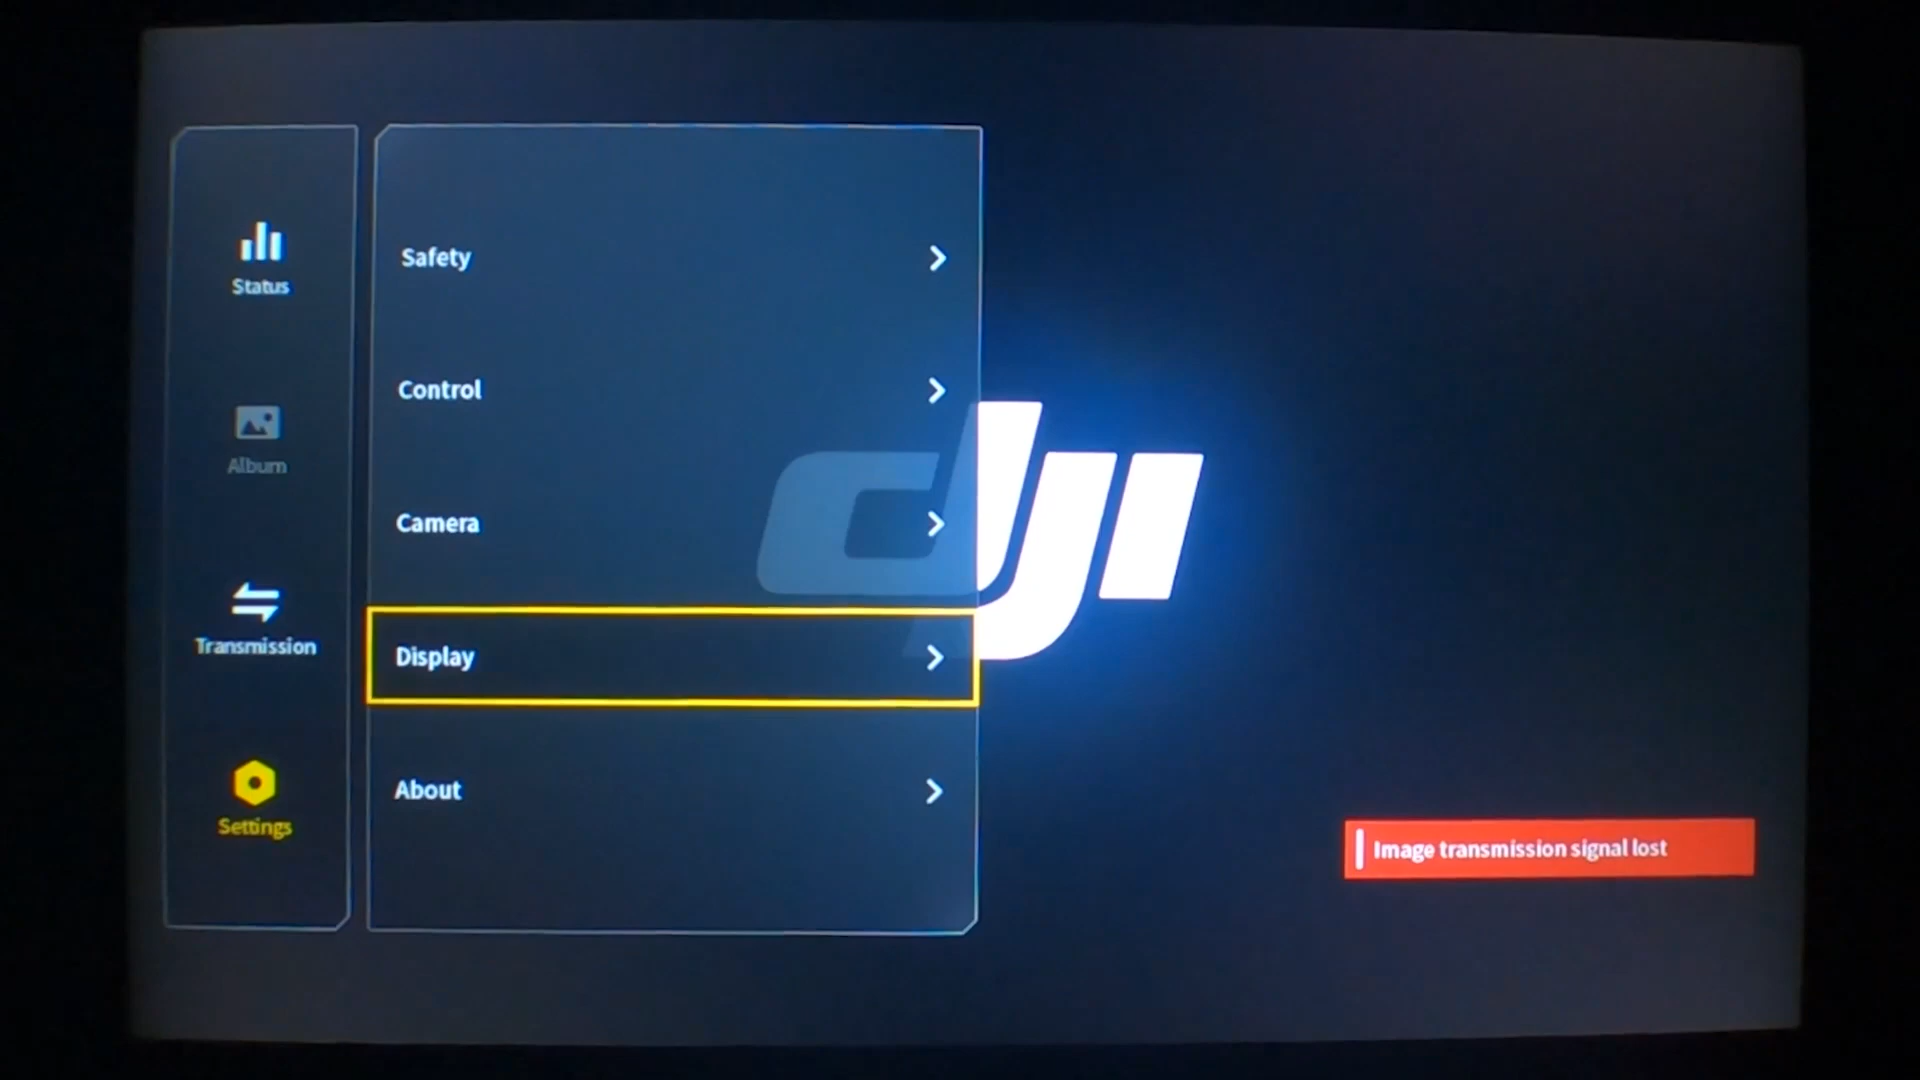 Status
Album
Transmission
Settings
Safety
Control
Camera
Display
About
dji
Image transmission signal lost